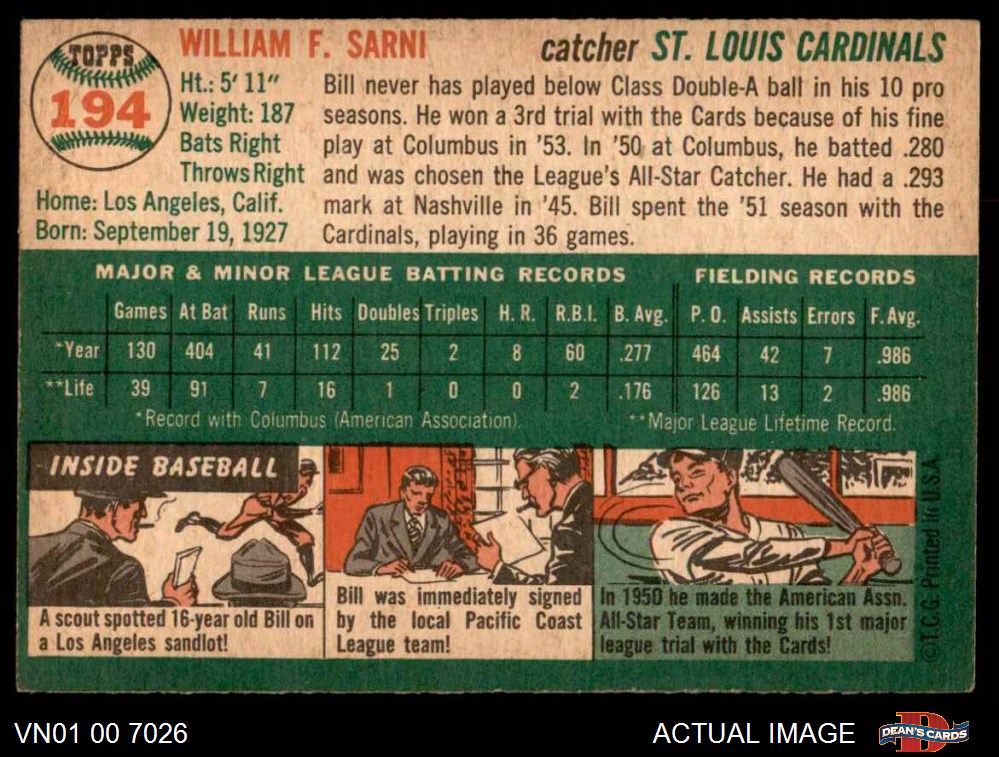 TOPPS
194
WILLIAM F. SARNI
catcher ST. LOUIS CARDINALS
Ht.: 5' 11"
Weight: 187
Bats Right
Throws Right
Home: Los Angeles, Calif.
Born: September 19, 1927
Bill never has played below Class Double-A ball in his 10 pro
seasons. He won a 3rd trial with the Cards because of his fine
play at Columbus in '53. In '50 at Columbus, he batted .280
and was chosen the League's All-Star Catcher. He had a .293
mark at Nashville in '45. Bill spent the '51 season with the
Cardinals, playing in 36 games.
MAJOR & MINOR LEAGUE BATTING RECORDS FIELDING RECORDS
Games At Bat Runs Hits Doubles Triples H. R. R.B.I. B. Avg. P. O. Assists Errors F. Avg.
*Year 130 404 41 112 25 2 8 60 .277 464 42 7 .986
**Life 39 91 7 16 1 0 0 2 .176 126 13 2 .986
*Record with Columbus (American Association). **Major League Lifetime Record.
INSIDE BASEBALL
A scout spotted 16-year old Bill on
a Los Angeles sandlot!
Bill was immediately signed
by the local Pacific Coast
League team!
In 1950 he made the American Assn.
All-Star Team, winning his 1st major
league trial with the Cards!
©T.C.G. Printed in U.S.A
VN01 00 7026
ACTUAL IMAGE
D
DEAN'S CARDS